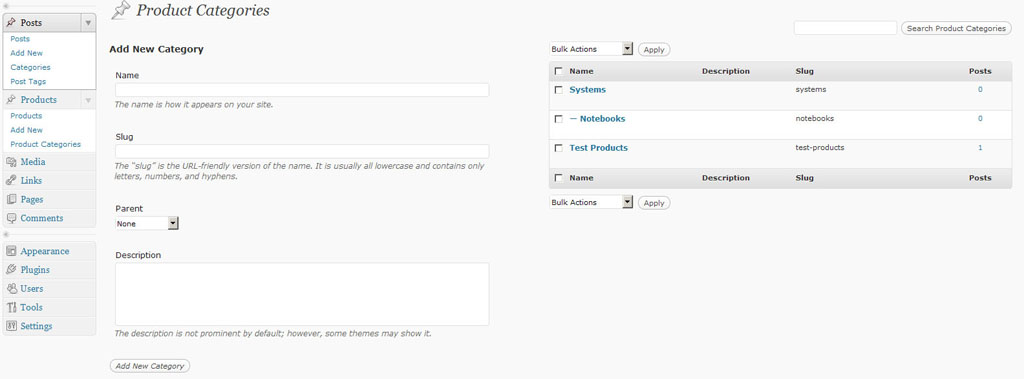 Posts
Posts
Add New
Categories
Post Tags
Products
Products
Add New
Product Categories
Media
Links
Pages
Comments
Appearance
Plugins
Users
Tools
Settings
Product Categories
Add New Category
Name
The name is how it appears on your site.
Slug
The "slug" is the URL-friendly version of the name. It is usually all lowercase and contains only
letters, numbers, and hyphens.
Parent
None
Description
The description is not prominent by default; however, some themes may show it.
Add New Category
Search Product Categories
Bulk Actions Apply
Name Description Slug Posts
Systems systems 0
— Notebooks notebooks 0
Test Products test-products 1
Name Description Slug Posts
Bulk Actions Apply